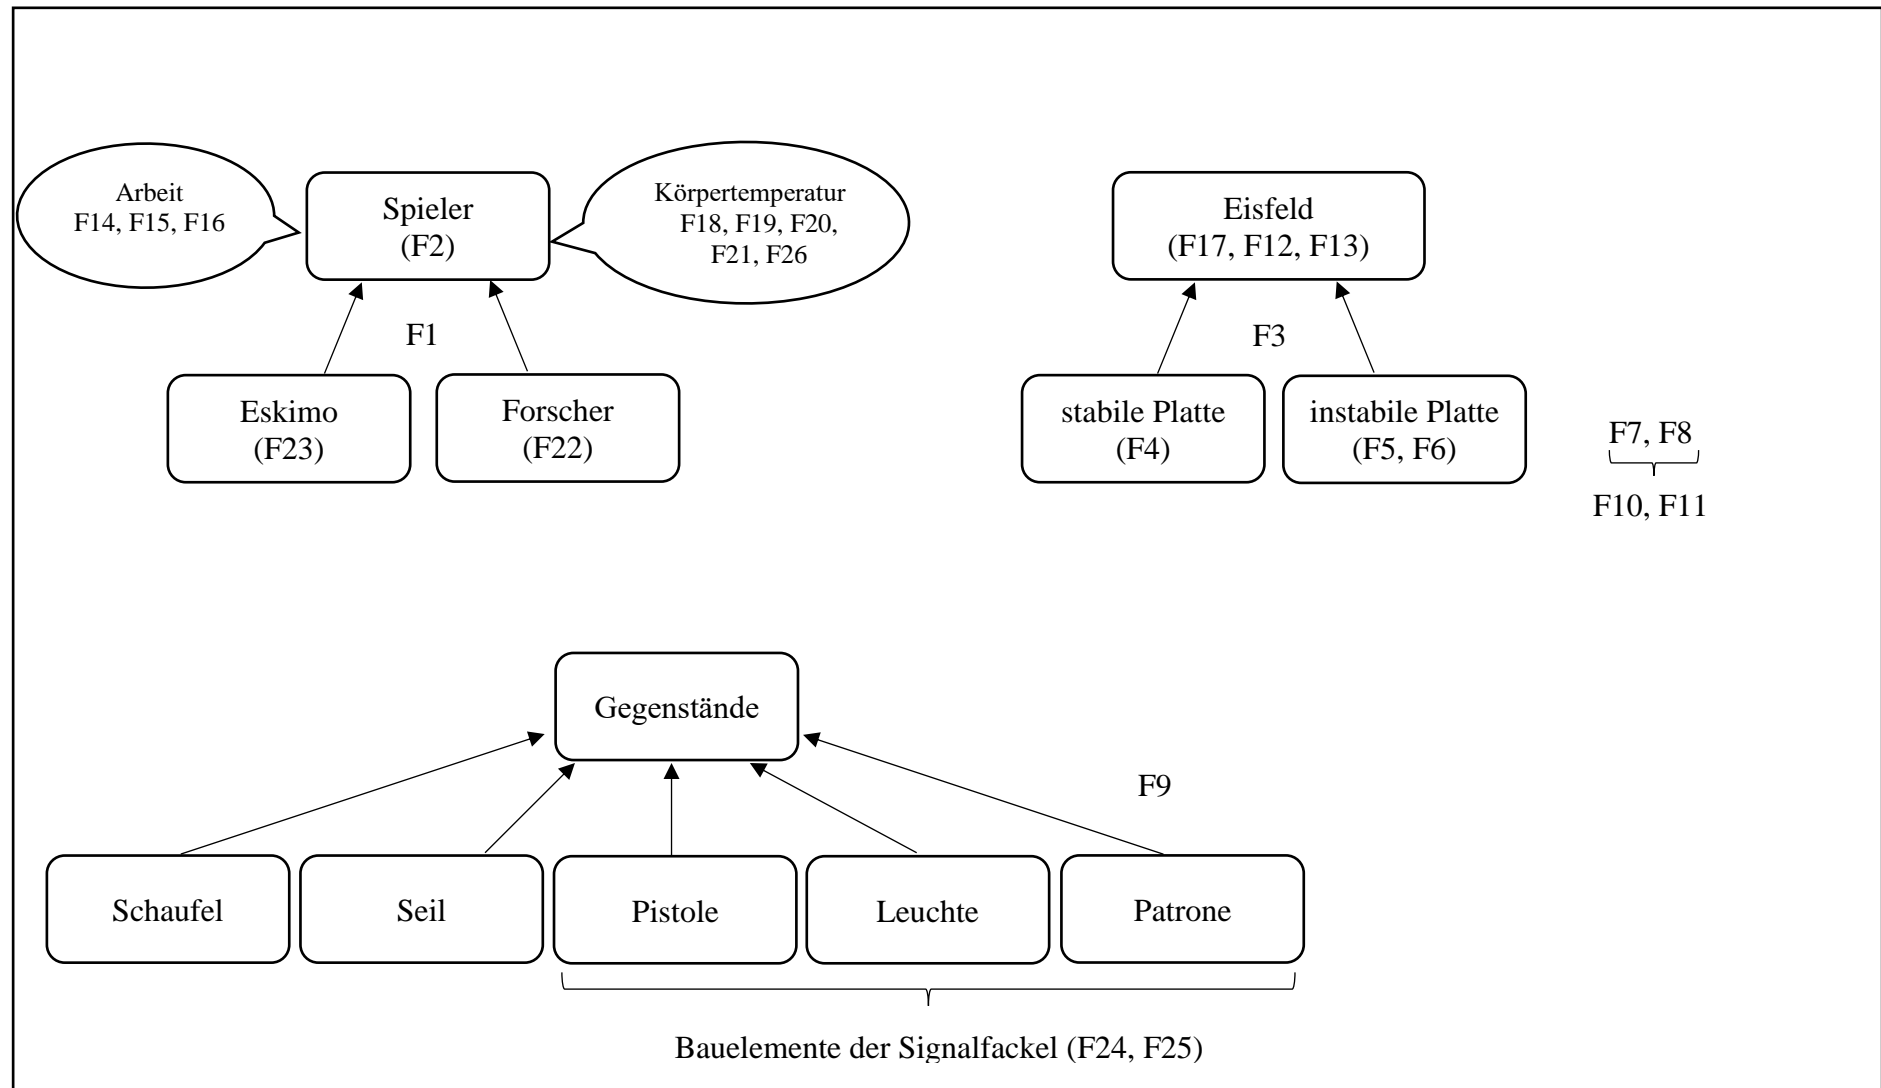 Arbeit
F14, F15, F16
Spieler
(F2)
Körpertemperatur
F18, F19, F20,
F21, F26
Eisfeld
(F17, F12, F13)
F1
F3
Eskimo
(F23)
Forscher
(F22)
stabile Platte
(F4)
instabile Platte
(F5, F6)
F7, F8
F10, F11
Gegenstände
F9
Schaufel
Seil
Pistole
Leuchte
Patrone
Bauelemente der Signalfackel (F24, F25)